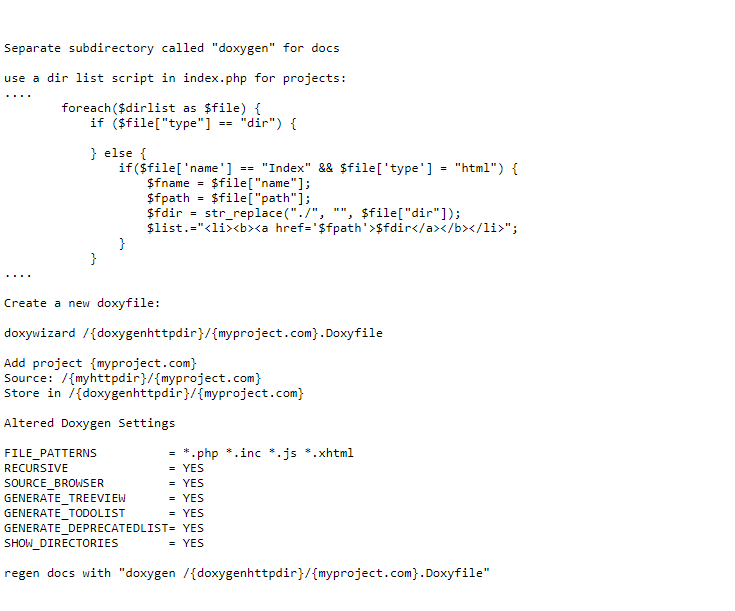 Separate subdirectory called "doxygen" for docs
use a dir list script in index.php for projects:
....
foreach($dirlist as $file) {
if ($file["type"] == "dir") {
} else {
if($file['name'] == "Index" && $file['type'] = "html") {
$fname = $file["name"];
$fpath = $file["path"];
$fdir = str_replace("./", "", $file["dir"]);
$list.="<li><b><a href='$fpath'>$fdir</a></b></li>";
}
}
....
Create a new doxyfile:
doxywizard /{doxygenhttpdir}/{myproject.com}.Doxyfile
Add project {myproject.com}
Source: /{myhttpdir}/{myproject.com}
Store in /{doxygenhttpdir}/{myproject.com}
Altered Doxygen Settings
FILE_PATTERNS = *.php *.inc *.js *.xhtml
RECURSIVE = YES
SOURCE_BROWSER = YES
GENERATE_TREEVIEW = YES
GENERATE_TODOLIST = YES
GENERATE_DEPRECATEDLIST= YES
SHOW_DIRECTORIES = YES
regen docs with "doxygen /{doxygenhttpdir}/{myproject.com}.Doxyfile"